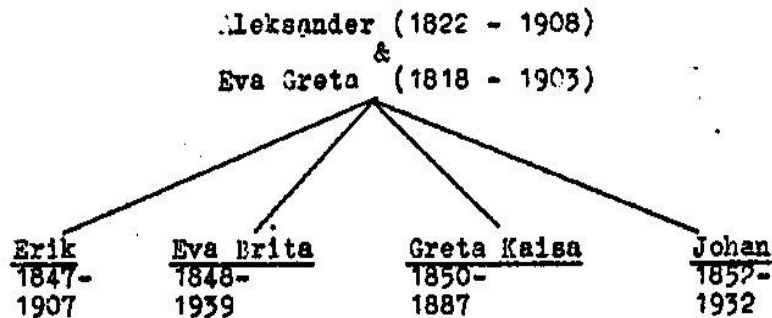 Aleksander (1822 - 1908)
&
Eva Greta (1818 - 1903)
Erik Eva Brita Greta Kaisa Johan
1847- 1848- 1850- 1852-
1907 1939 1887 1932